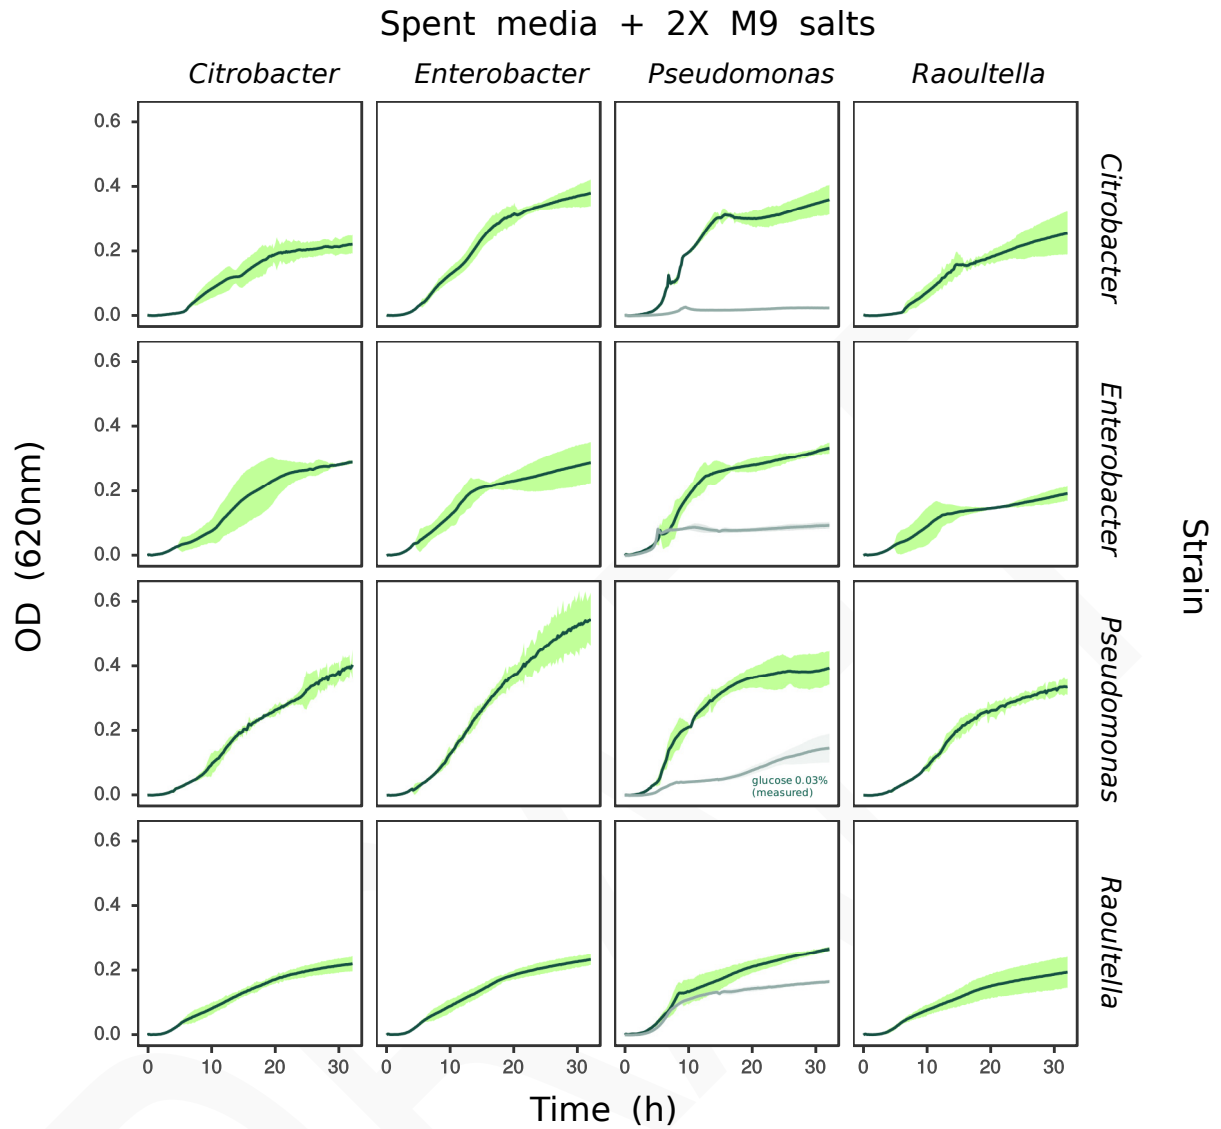 Spent media + 2X M9 salts
Citrobacter Enterobacter Pseudomonas Raoultella
OD (620nm)
Strain
0.6
0.4
0.2
0.0
Citrobacter
0.6
0.4
0.2
0.0
Enterobacter
0.6
0.4
0.2
0.0
glucose 0.03%
(measured)
Pseudomonas
0.6
0.4
0.2
0.0
Raoultella
0 10 20 30 0 10 20 30 0 10 20 30 0 10 20 30
Time (h)